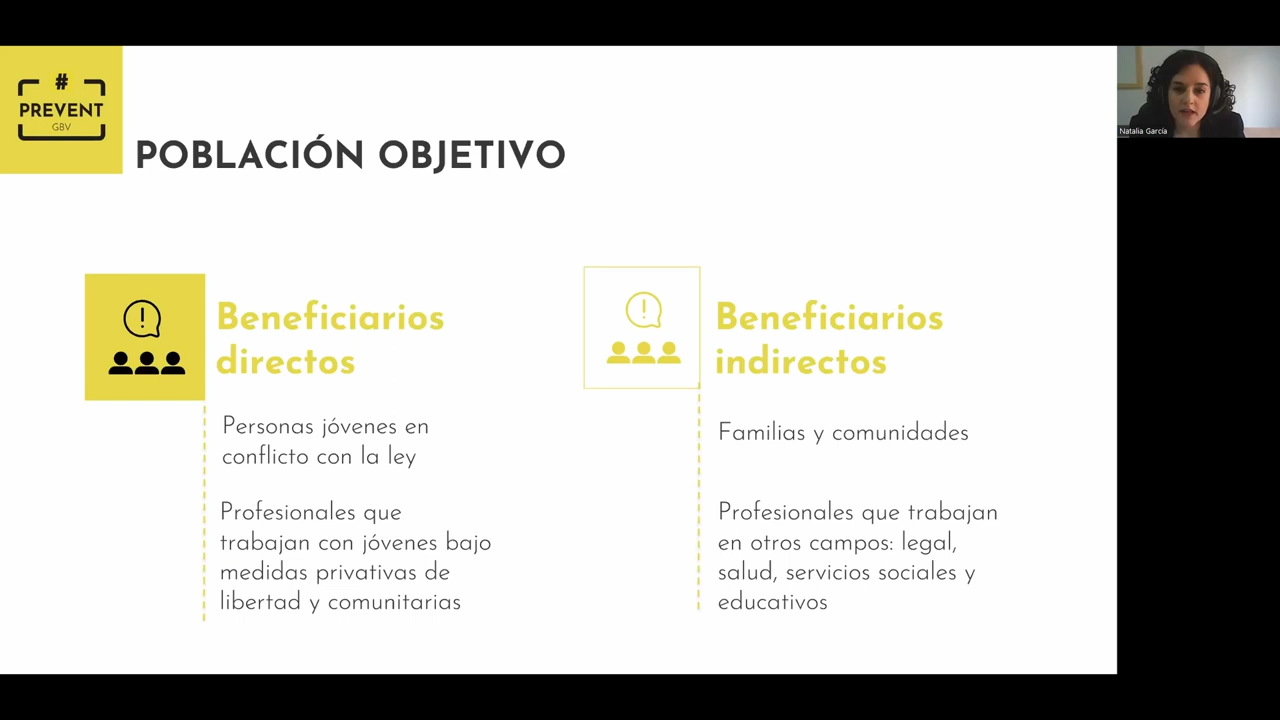 #
PREVENT
GBV
POBLACIÓN OBJETIVO
Beneficiarios
directos
Personas jóvenes en
conflicto con la ley
Profesionales que
trabajan con jóvenes bajo
medidas privativas de
libertad y comunitarias
Beneficiarios
indirectos
Familias y comunidades
Profesionales que trabajan
en otros campos: legal,
salud, servicios sociales y
educativos
Natalia García